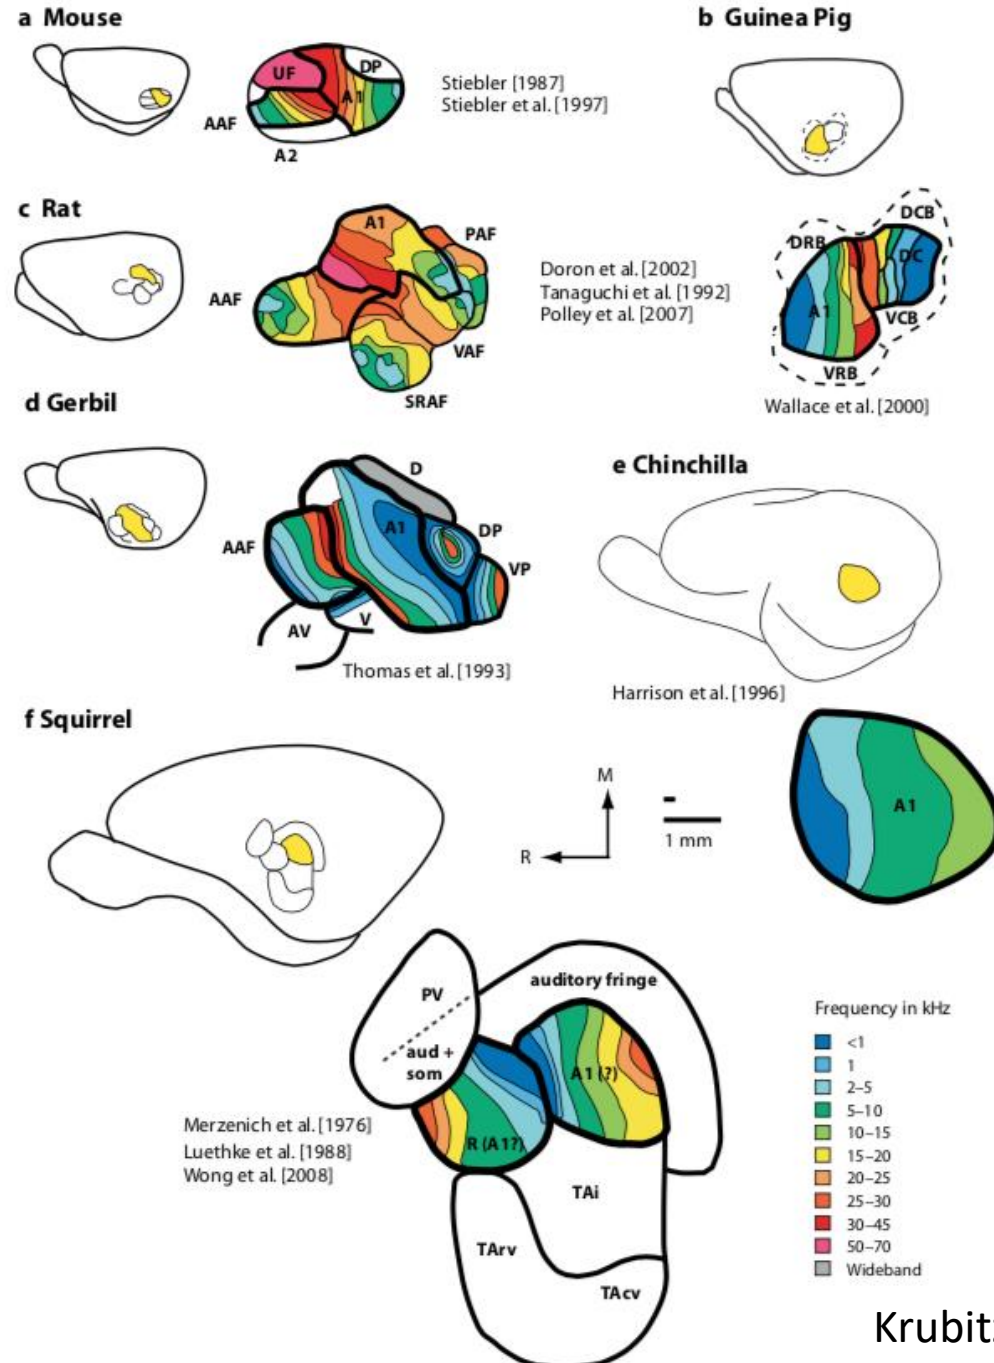 a Mouse
UF
DP
A1
AAF
A2
Stiebler [1987]
Stiebler et al. [1997]
b Guinea Pig
DCB
DRB
DC
A1
VCB
VRB
Wallace et al. [2000]
c Rat
A1
PAF
AAF
VAF
SRAF
Doron et al. [2002]
Tanaguchi et al. [1992]
Polley et al. [2007]
d Gerbil
D
A1
AAF
DP
VP
AV
V
Thomas et al. [1993]
e Chinchilla
Harrison et al. [1996]
A1
f Squirrel
M
R
1 mm
PV
auditory fringe
aud +
som
A1 (?)
R (A1?)
Merzenich et al. [1976]
Luethke et al. [1988]
Wong et al. [2008]
TAi
TArv
TAcv
Frequency in kHz
<1
1
2–5
5–10
10–15
15–20
20–25
25–30
30–45
50–70
Wideband